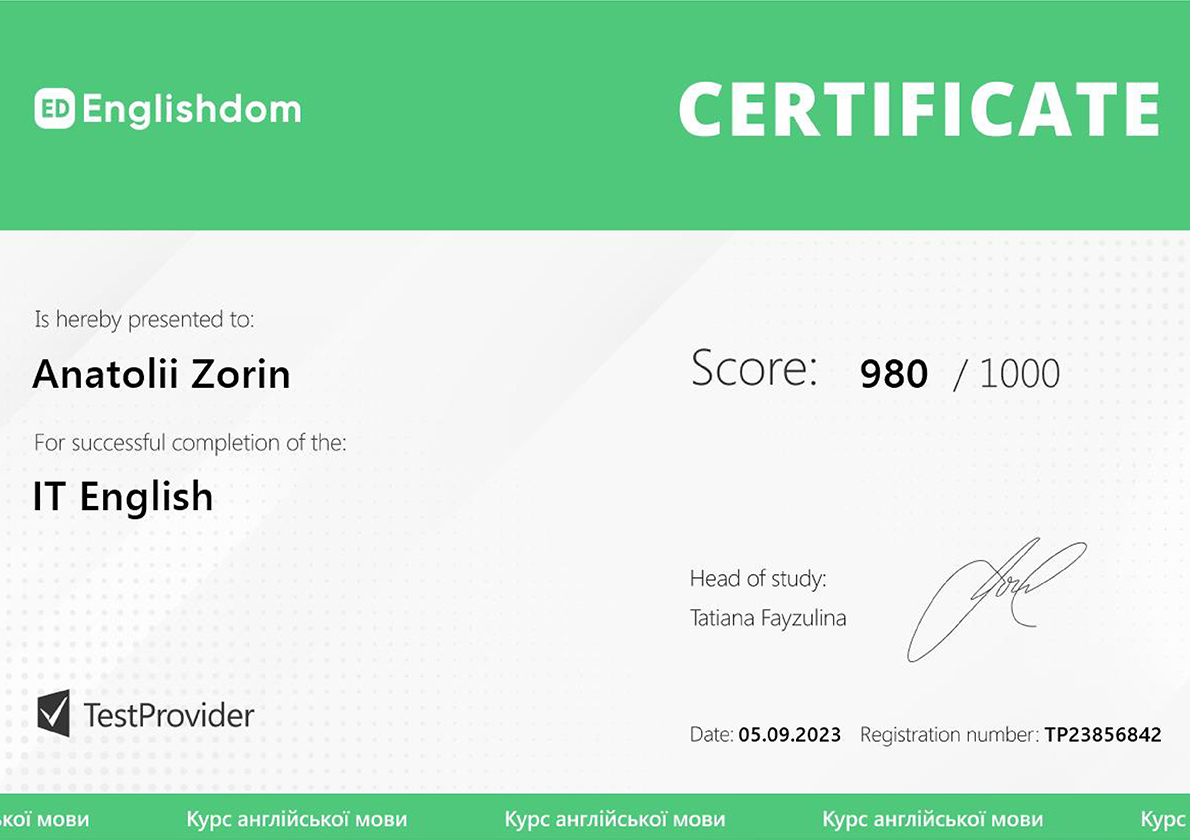 ED Englishdom
CERTIFICATE
Is hereby presented to:
Anatolii Zorin
For successful completion of the:
IT English
Score: 980 / 1000
Head of study:
Tatiana Fayzulina
TestProvider
Date: 05.09.2023 Registration number: TP23856842
кої мови Курс англійської мови Курс англійської мови Курс англійської мови Курс